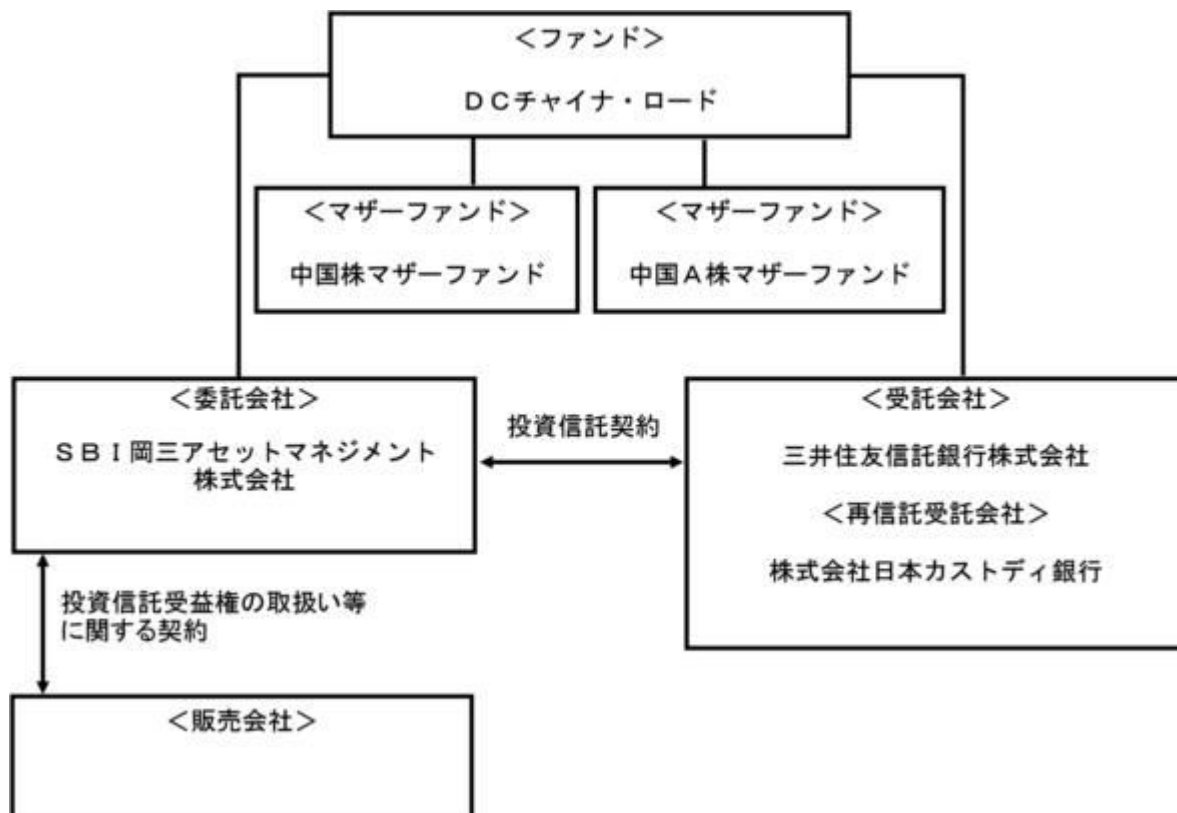 ＜ファンド＞
ＤＣチャイナ・ロード
＜マザーファンド＞
中国株マザーファンド
＜マザーファンド＞
中国Ａ株マザーファンド
＜委託会社＞
ＳＢＩ岡三アセットマネジメント
株式会社
投資信託契約
＜受託会社＞
三井住友信託銀行株式会社
＜再信託受託会社＞
株式会社日本カストディ銀行
投資信託受益権の取扱い等
に関する契約
＜販売会社＞